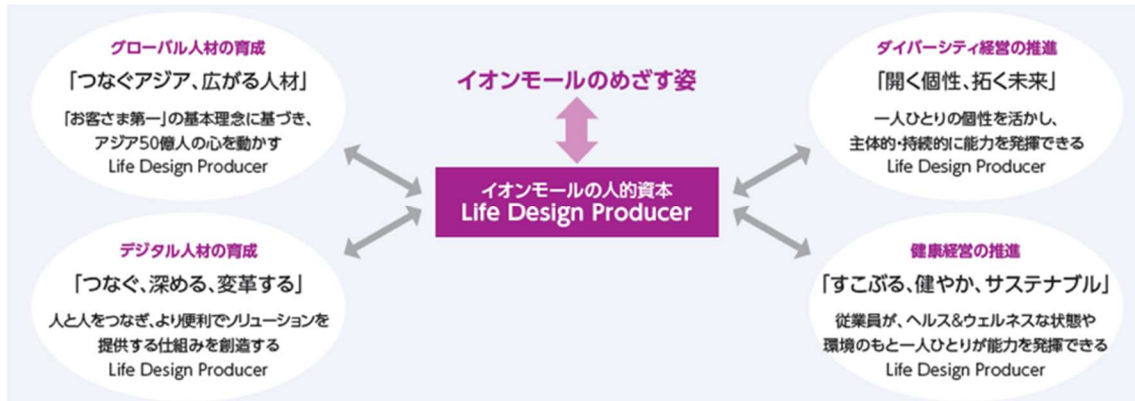 グローバル人材の育成
「つなぐアジア、広がる人材」
「お客さま第一」の基本理念に基づき、
アジア50億人の心を動かす
Life Design Producer
イオンモールのめざす姿
イオンモールの人的資本
Life Design Producer
ダイバーシティ経営の推進
「開く個性、拓く未来」
一人ひとりの個性を活かし、
主体的・持続的に能力を発揮できる
Life Design Producer
デジタル人材の育成
「つなぐ、深める、変革する」
人と人をつなぎ、より便利でソリューションを
提供する仕組みを創造する
Life Design Producer
健康経営の推進
「すこぶる、健やか、サステナブル」
従業員が、ヘルス&ウェルネスな状態や
環境のもと一人ひとりが能力を発揮できる
Life Design Producer